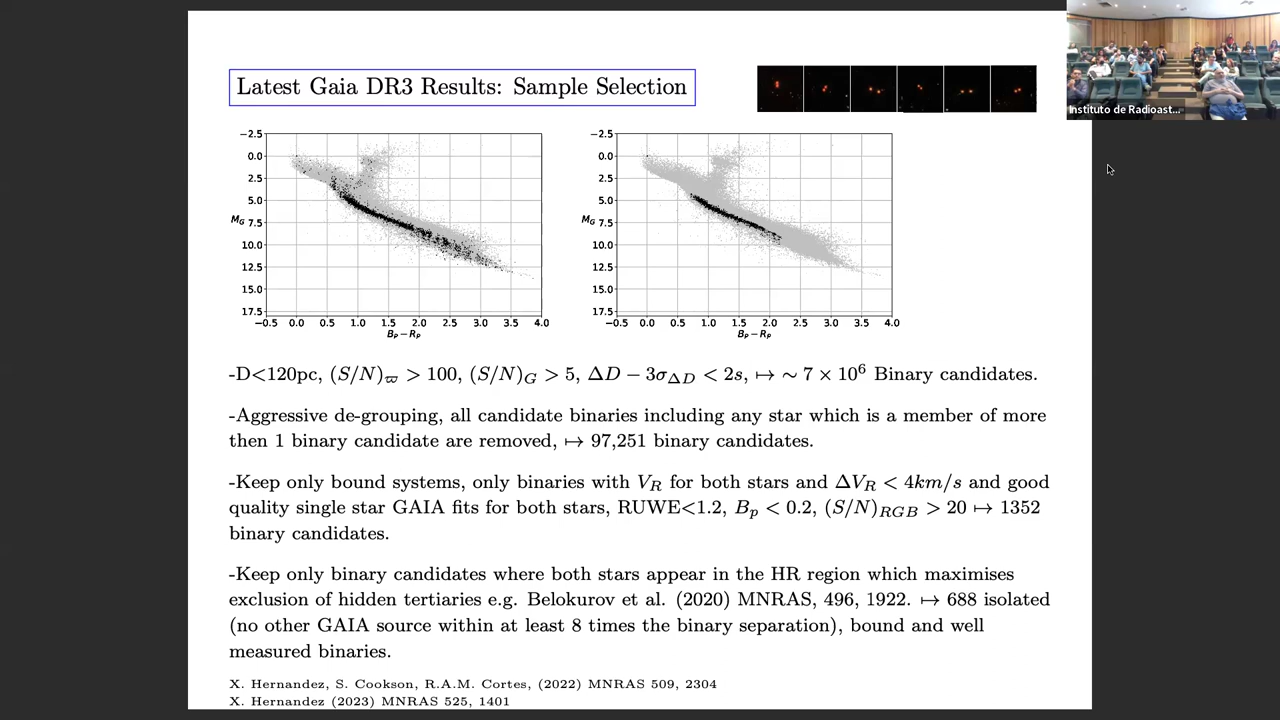 Latest Gaia DR3 Results: Sample Selection
Instituto de Radioast...
−2.5
0.0
2.5
5.0
M_G 7.5
10.0
12.5
15.0
17.5
−0.5 0.0 0.5 1.0 1.5 2.0 2.5 3.0 3.5 4.0
B_P − R_P
−2.5
0.0
2.5
5.0
M_G 7.5
10.0
12.5
15.0
17.5
−0.5 0.0 0.5 1.0 1.5 2.0 2.5 3.0 3.5 4.0
B_P − R_P
-D<120pc, (S/N)_ϖ > 100, (S/N)_G > 5, ΔD − 3σ_ΔD < 2s, ↦ ∼ 7 × 10⁶ Binary candidates.
-Aggressive de-grouping, all candidate binaries including any star which is a member of more
then 1 binary candidate are removed, ↦ 97,251 binary candidates.
-Keep only bound systems, only binaries with V_R for both stars and ΔV_R < 4km/s and good
quality single star GAIA fits for both stars, RUWE<1.2, B_p < 0.2, (S/N)_RGB > 20 ↦ 1352
binary candidates.
-Keep only binary candidates where both stars appear in the HR region which maximises
exclusion of hidden tertiaries e.g. Belokurov et al. (2020) MNRAS, 496, 1922. ↦ 688 isolated
(no other GAIA source within at least 8 times the binary separation), bound and well
measured binaries.
X. Hernandez, S. Cookson, R.A.M. Cortes, (2022) MNRAS 509, 2304
X. Hernandez (2023) MNRAS 525, 1401